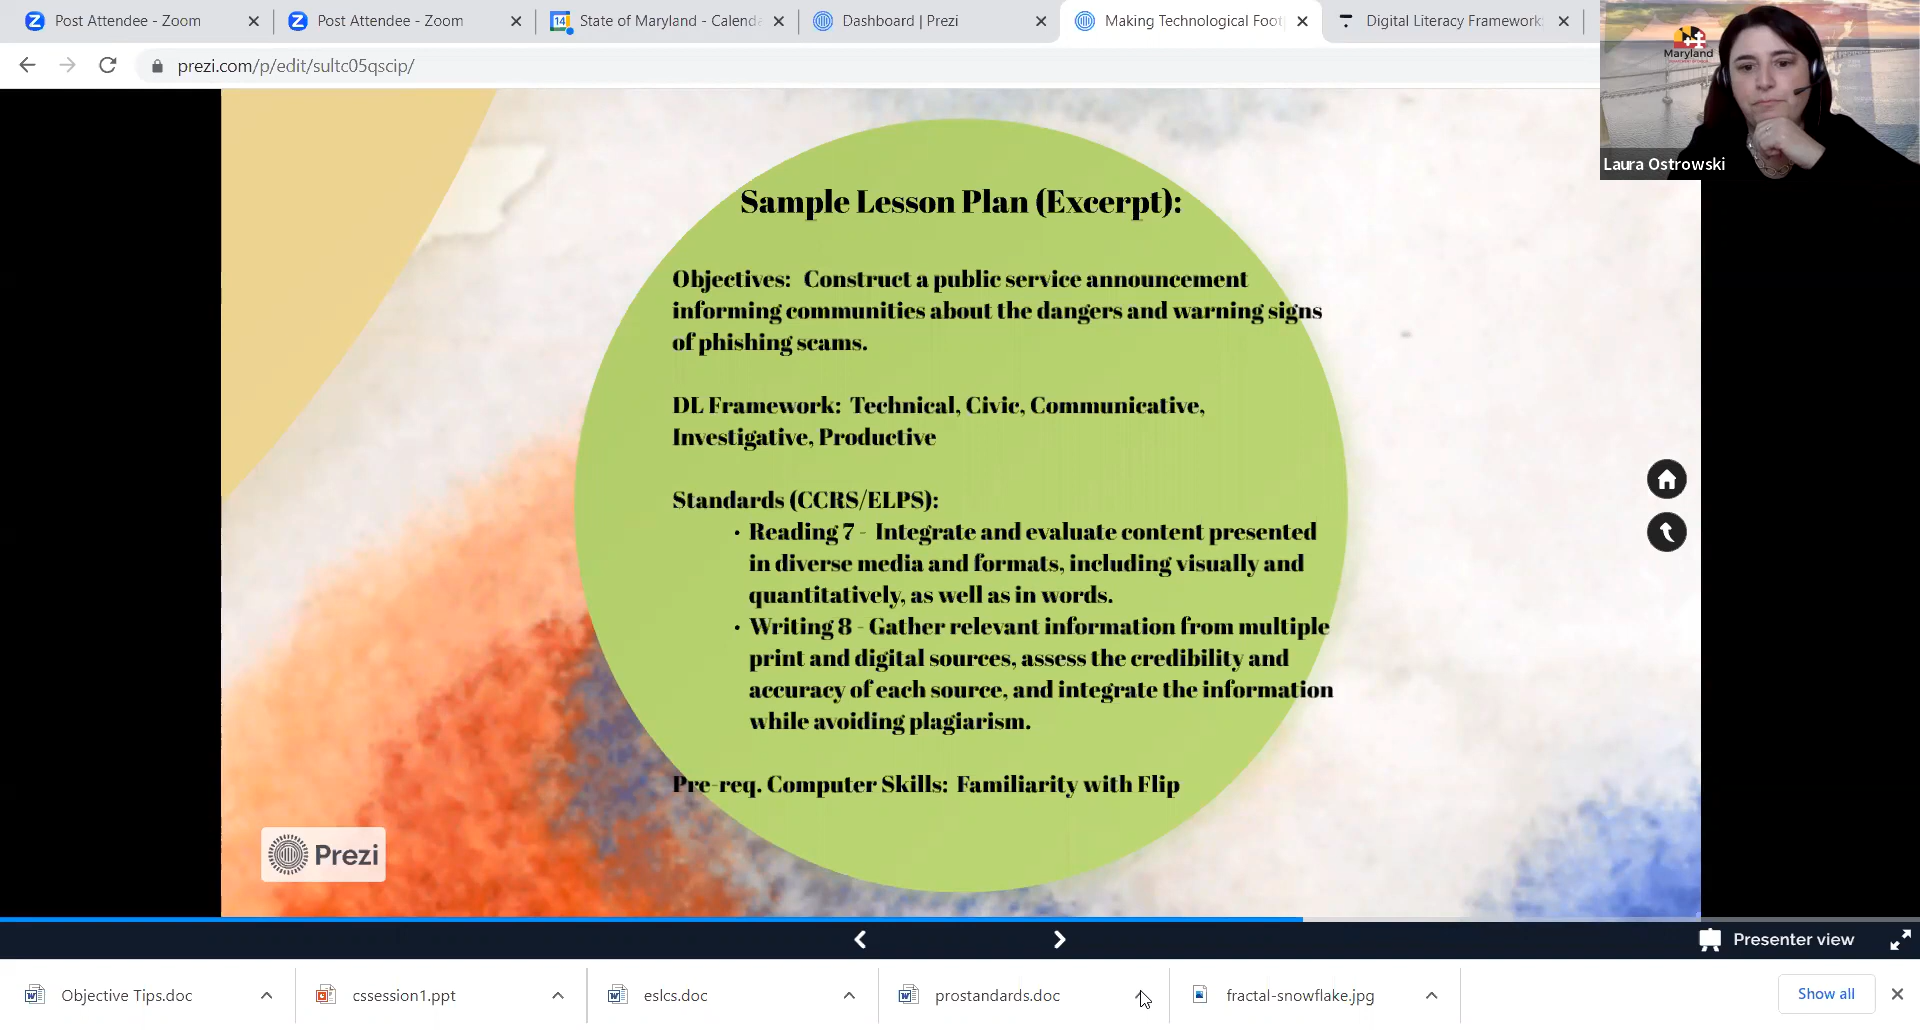 Post Attendee - Zoom
Post Attendee - Zoom
State of Maryland - Calenda
Dashboard | Prezi
Making Technological Foot
Digital Literacy Framework
prezi.com/p/edit/sultc05qscip/
Maryland
Laura Ostrowski
Sample Lesson Plan (Excerpt):
Objectives: Construct a public service announcement
informing communities about the dangers and warning signs
of phishing scams.
DL Framework: Technical, Civic, Communicative,
Investigative, Productive
Standards (CCRS/ELPS):
• Reading 7 - Integrate and evaluate content presented
in diverse media and formats, including visually and
quantitatively, as well as in words.
• Writing 8 - Gather relevant information from multiple
print and digital sources, assess the credibility and
accuracy of each source, and integrate the information
while avoiding plagiarism.
Pre-req. Computer Skills: Familiarity with Flip
Prezi
Presenter view
Objective Tips.doc
cssession1.ppt
eslcs.doc
prostandards.doc
fractal-snowflake.jpg
Show all